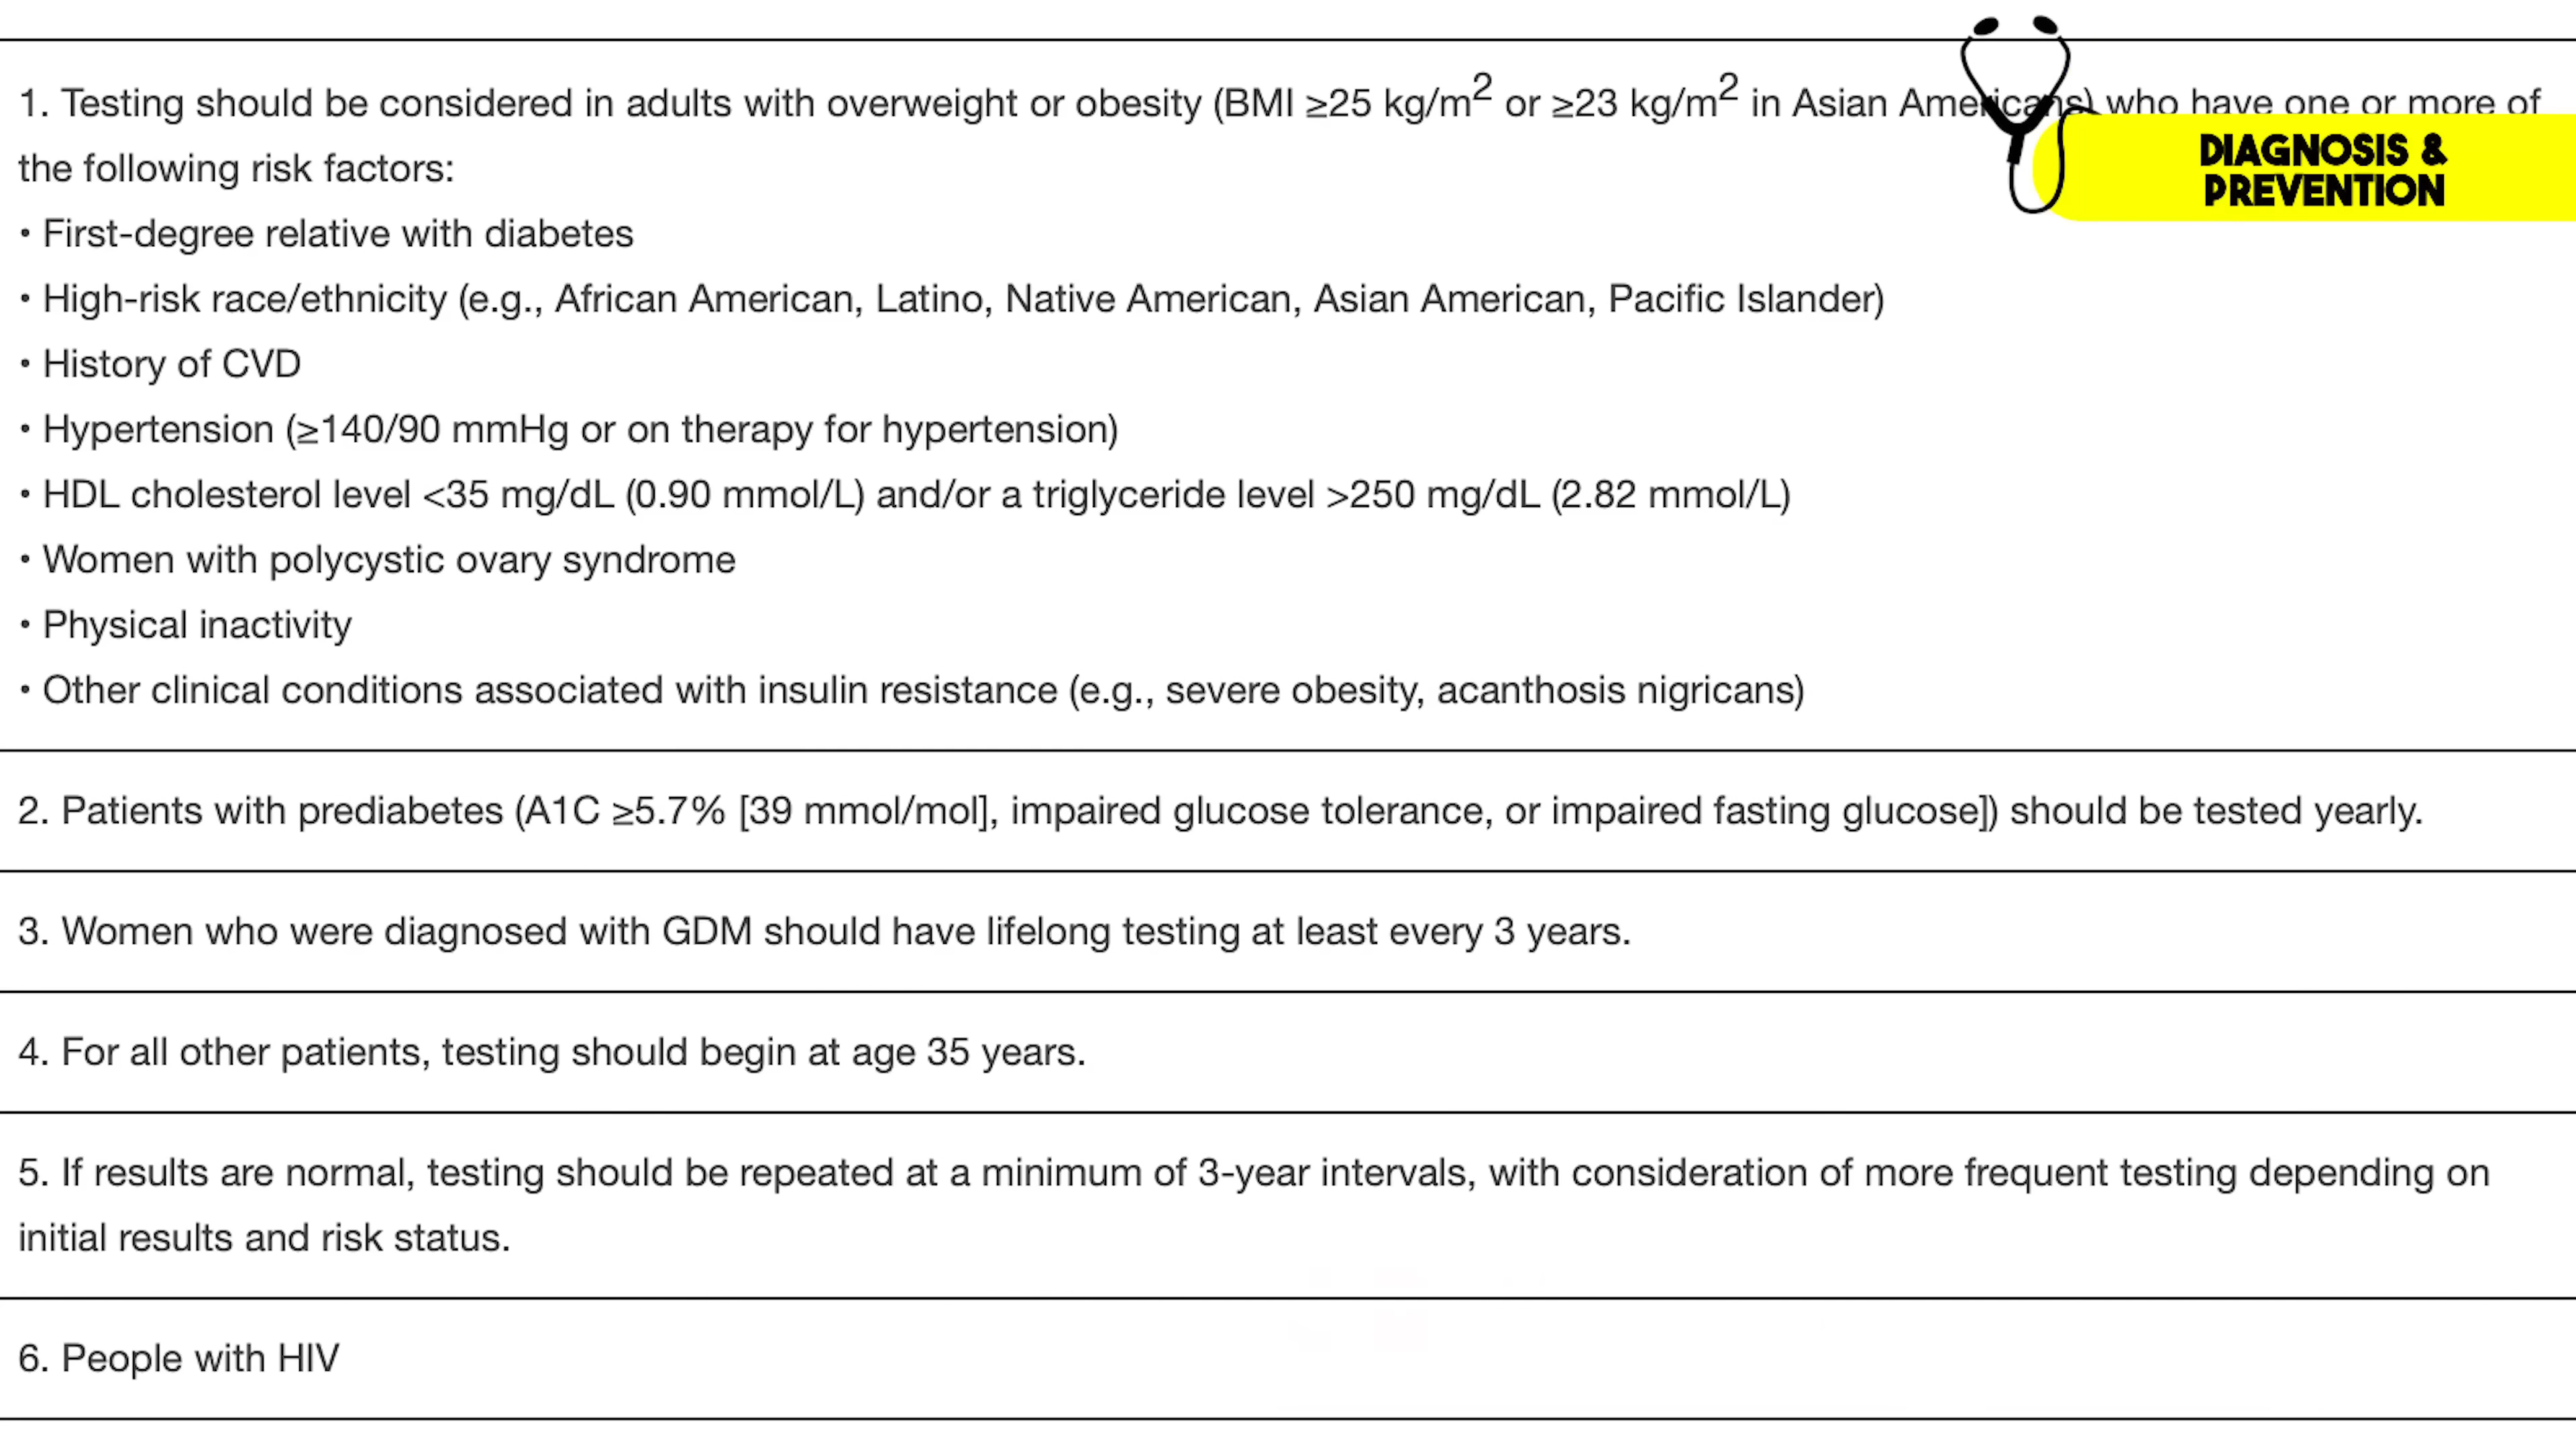 1. Testing should be considered in adults with overweight or obesity (BMI ≥25 kg/m² or ≥23 kg/m² in Asian Americans) who have one or more of
the following risk factors:
DIAGNOSIS &
PREVENTION
• First-degree relative with diabetes
• High-risk race/ethnicity (e.g., African American, Latino, Native American, Asian American, Pacific Islander)
• History of CVD
• Hypertension (≥140/90 mmHg or on therapy for hypertension)
• HDL cholesterol level <35 mg/dL (0.90 mmol/L) and/or a triglyceride level >250 mg/dL (2.82 mmol/L)
• Women with polycystic ovary syndrome
• Physical inactivity
• Other clinical conditions associated with insulin resistance (e.g., severe obesity, acanthosis nigricans)
2. Patients with prediabetes (A1C ≥5.7% [39 mmol/mol], impaired glucose tolerance, or impaired fasting glucose]) should be tested yearly.
3. Women who were diagnosed with GDM should have lifelong testing at least every 3 years.
4. For all other patients, testing should begin at age 35 years.
5. If results are normal, testing should be repeated at a minimum of 3-year intervals, with consideration of more frequent testing depending on
initial results and risk status.
6. People with HIV